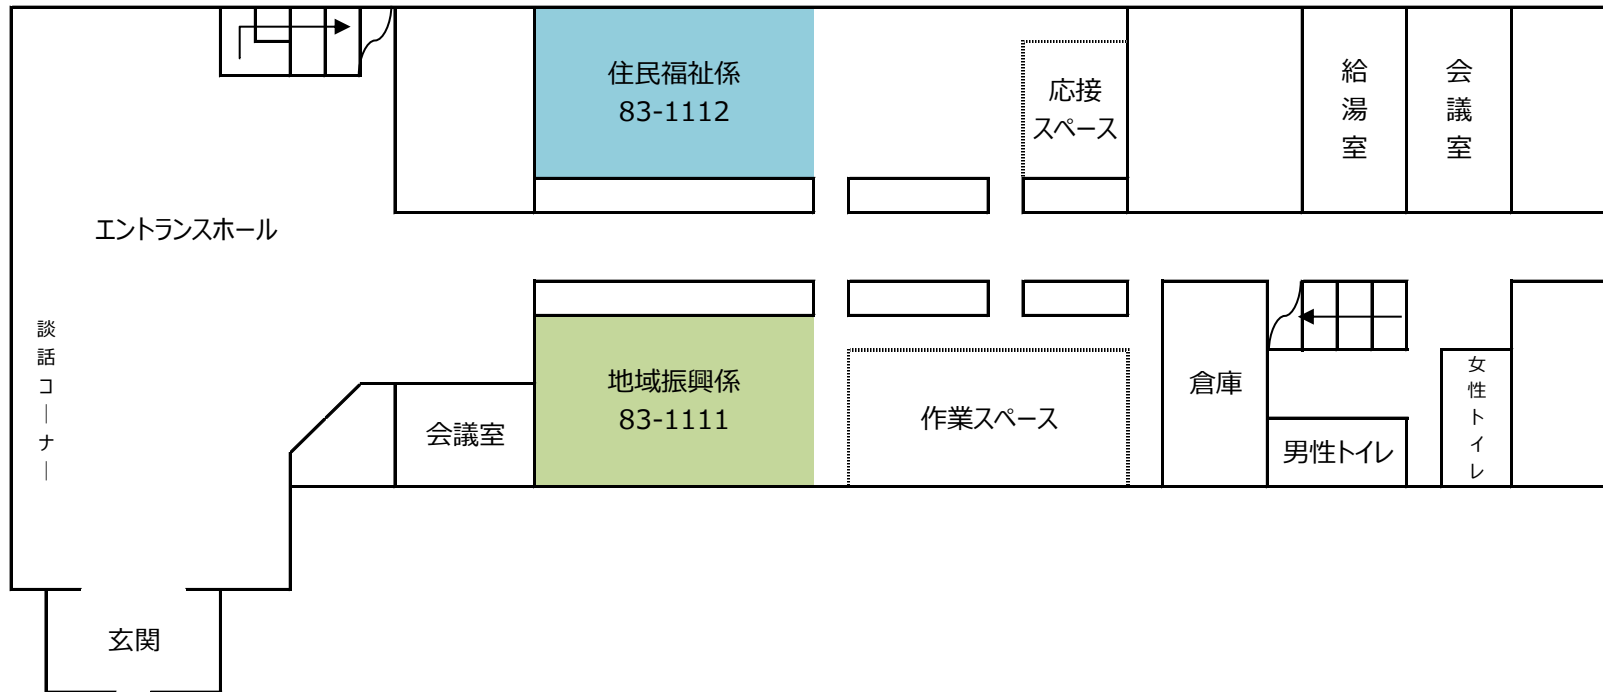 住民福祉係
83-1112
応接
スペース
給湯室
会議室
エントランスホール
談話コーナー
会議室
地域振興係
83-1111
作業スペース
倉庫
男性トイレ
女性トイレ
玄関